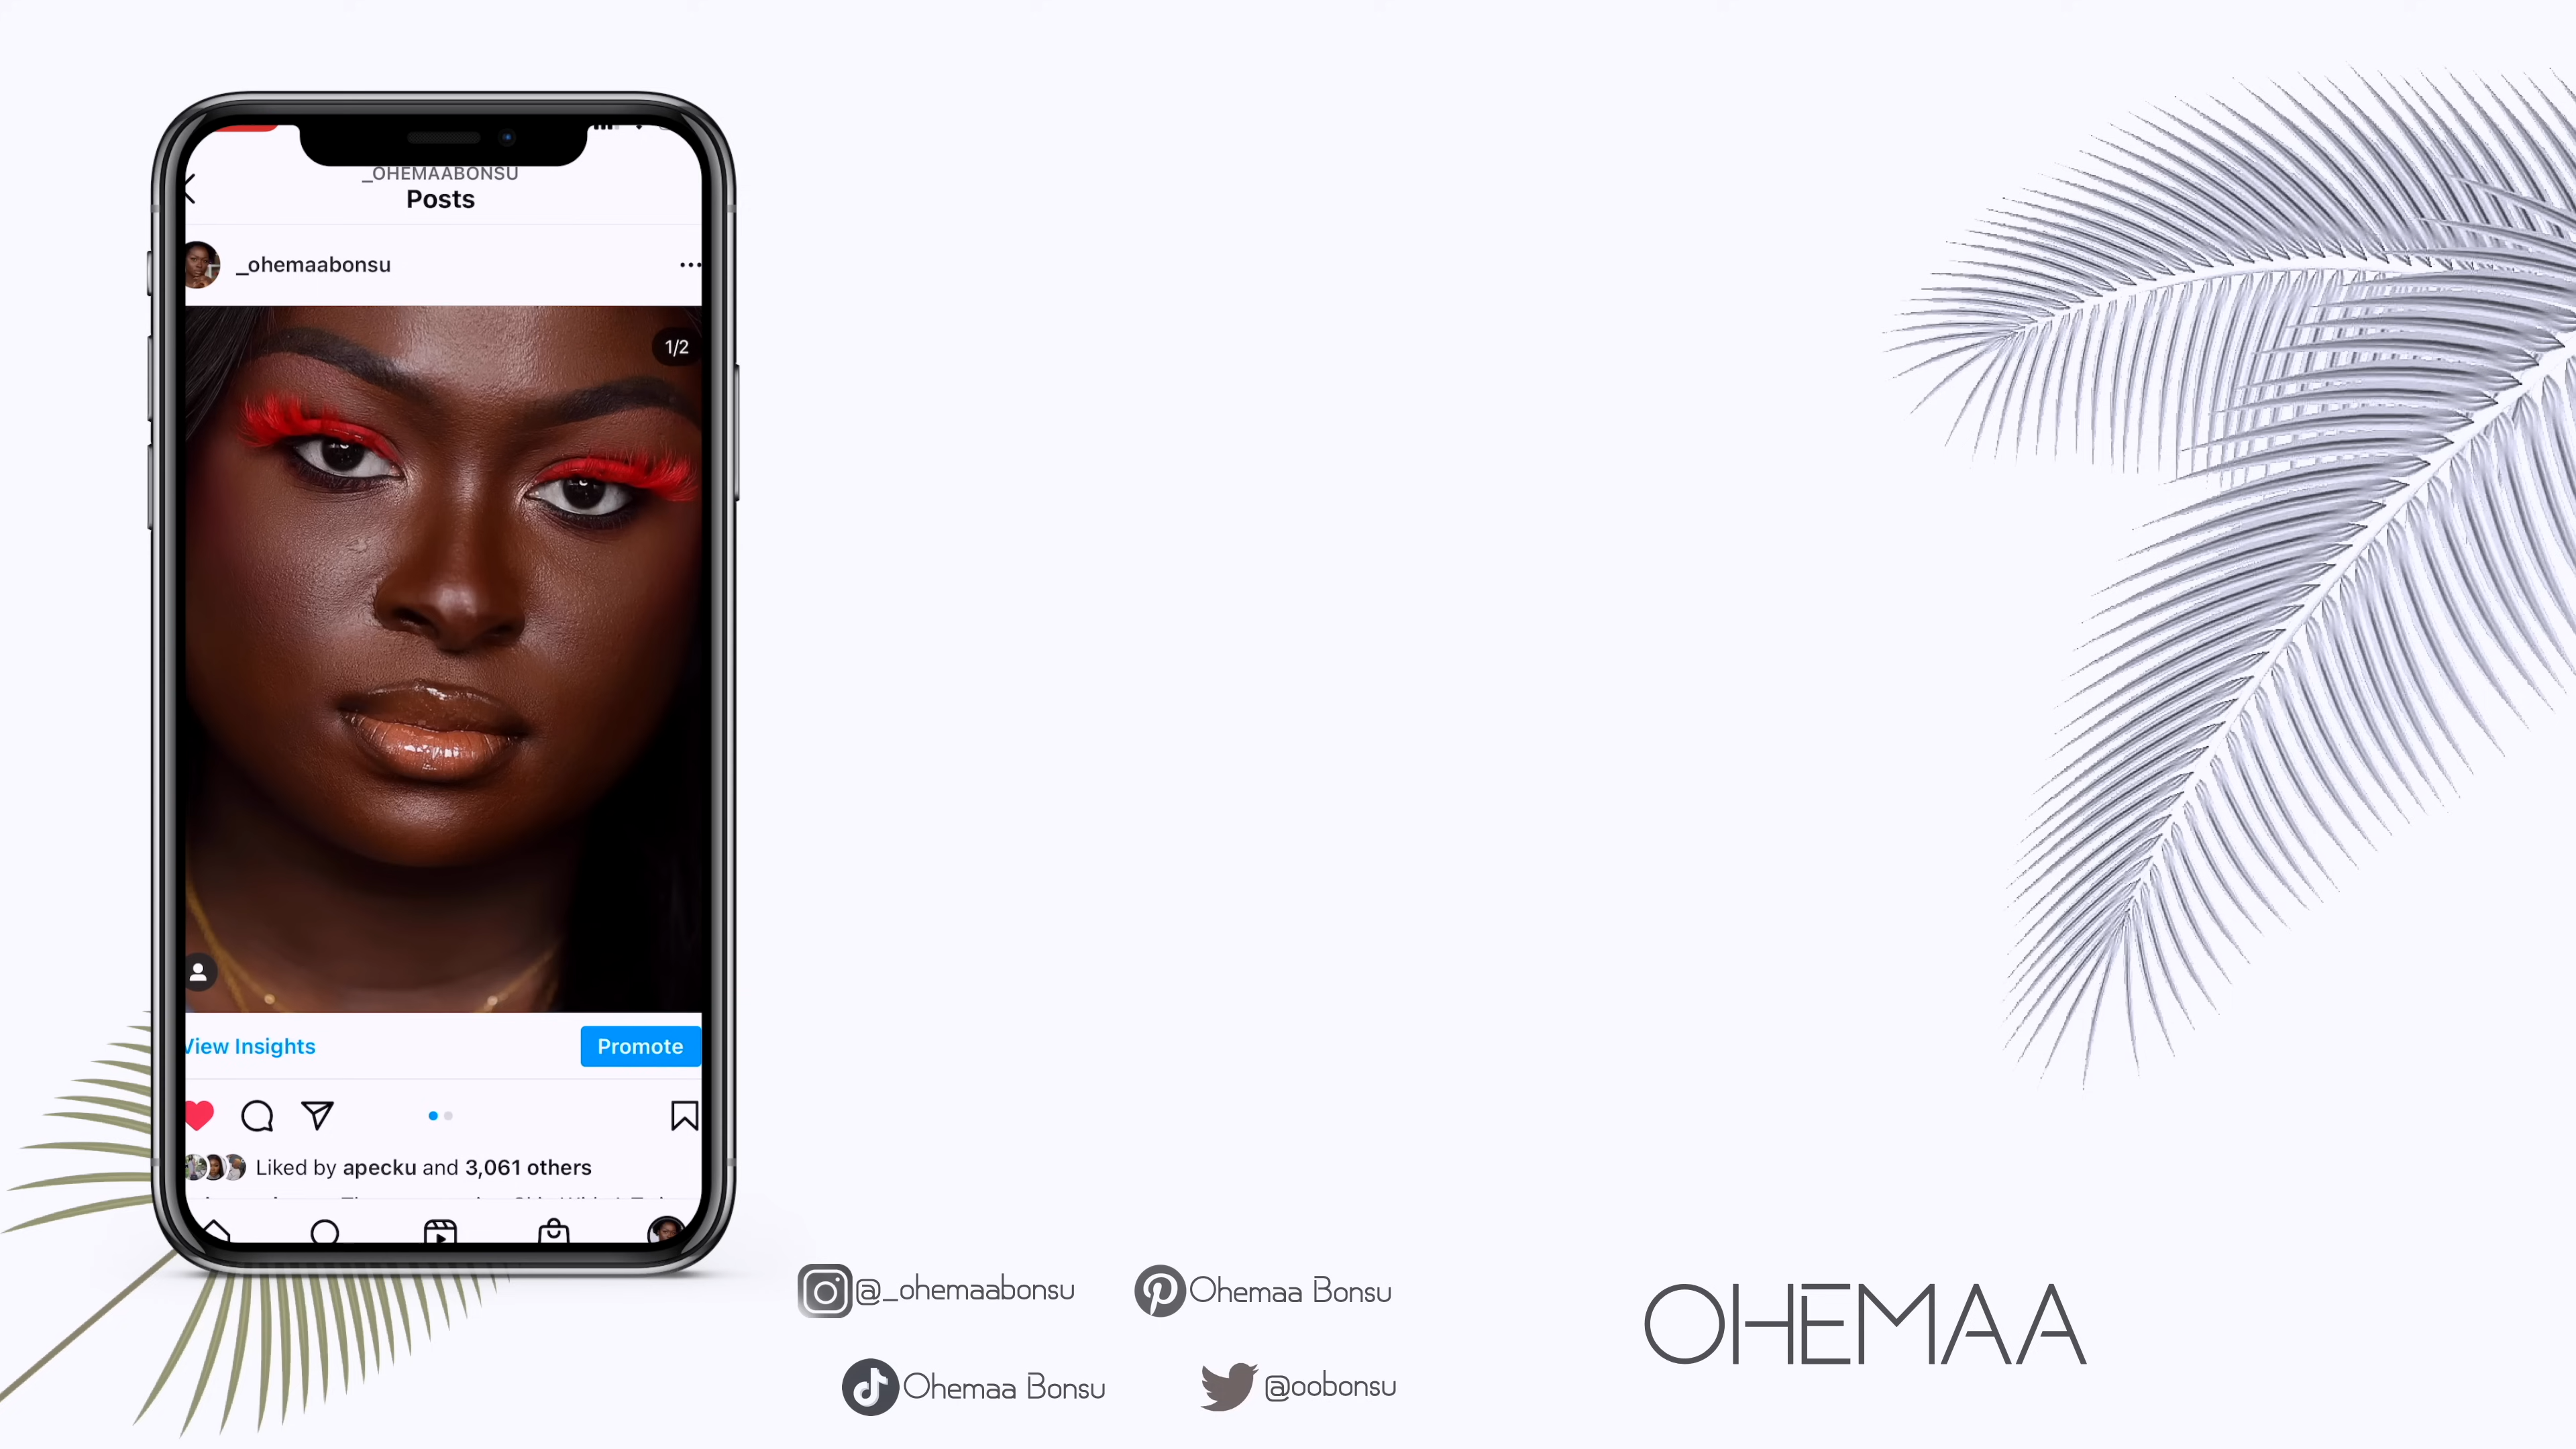 _OHEMAABONSU
Posts
_ohemaabonsu
1/2
View Insights
Promote
Liked by apecku and 3,061 others
@_ohemaabonsu
Ohemaa Bonsu
Ohemaa Bonsu
@oobonsu
OHEMAA